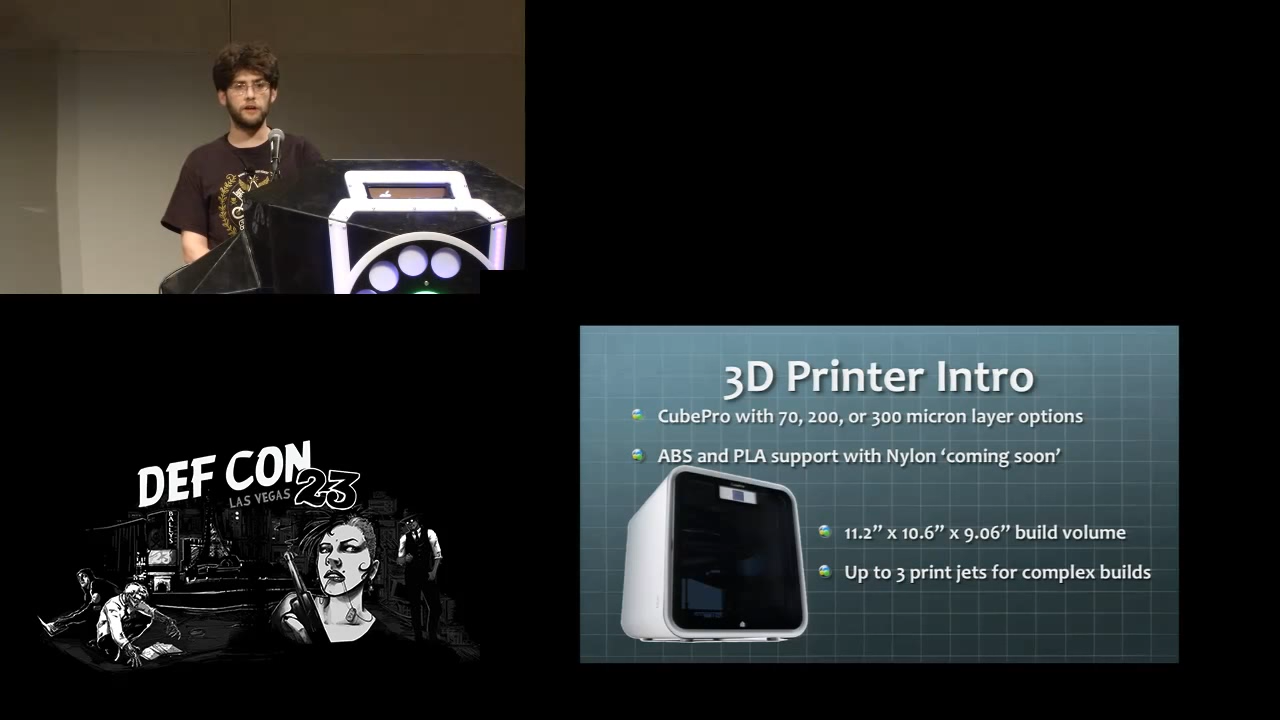 3D Printer Intro
CubePro with 70, 200, or 300 micron layer options
ABS and PLA support with Nylon ‘coming soon’
11.2” x 10.6” x 9.06” build volume
Up to 3 print jets for complex builds
DEF CON
LAS VEGAS 23
BALLYS